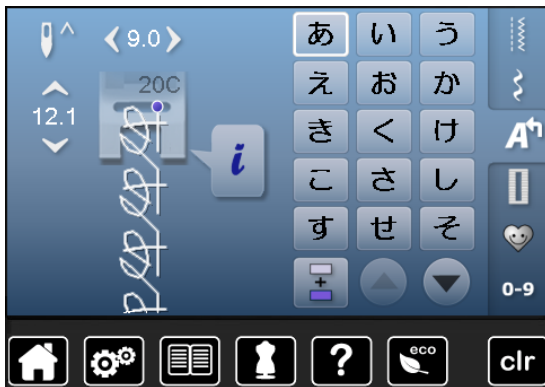 9.0
20C
12.1
i
あ い う
え お か
き く け
こ さ し
す せ そ
A
0-9
?
eco
clr